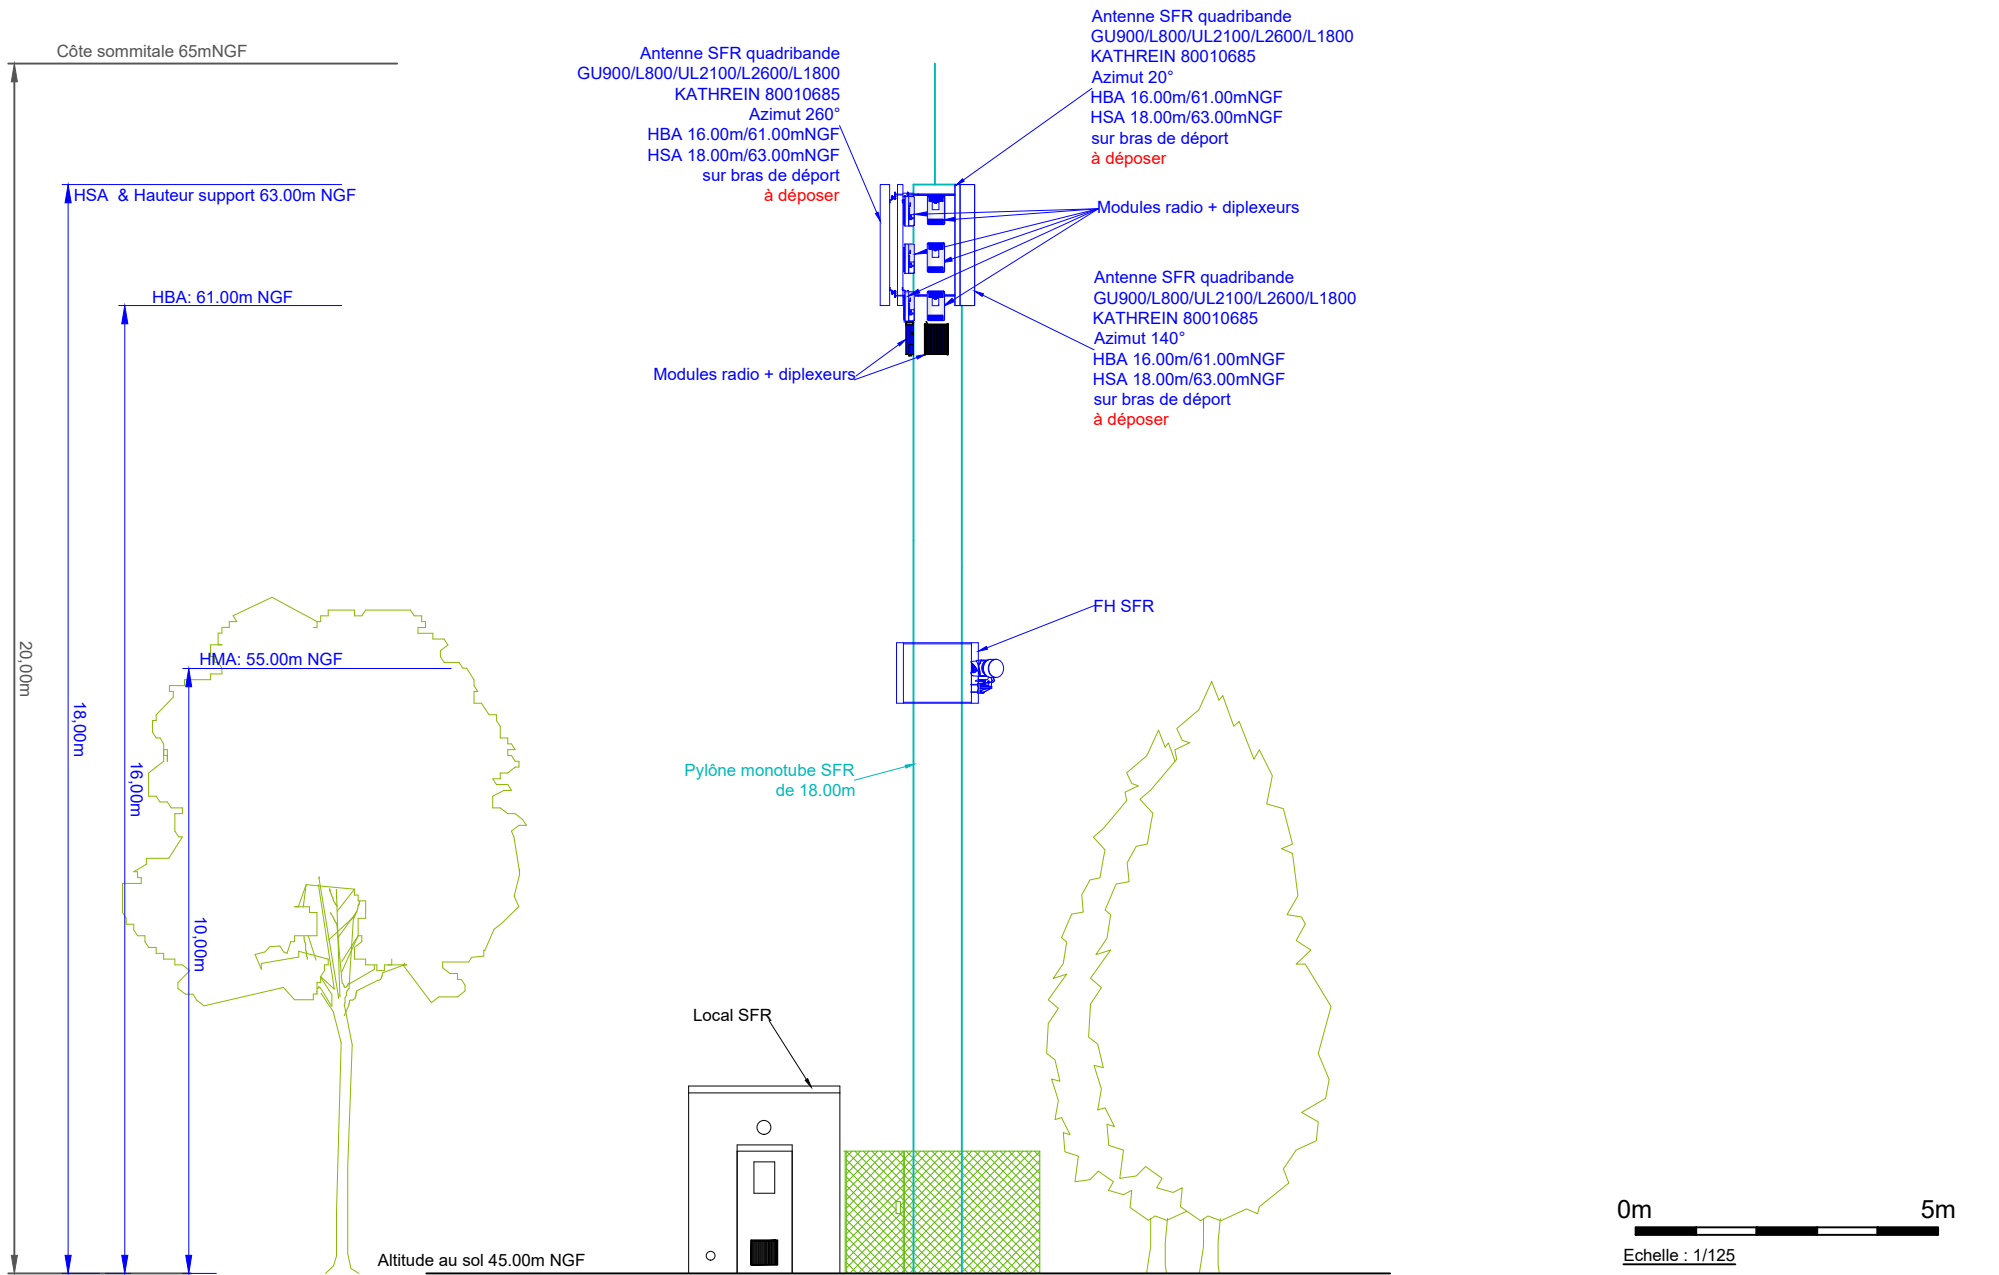 Côte sommitale 65mNGF
Antenne SFR quadribande
GU900/L800/UL2100/L2600/L1800
KATHREIN 80010685
Azimut 260°
HBA 16.00m/61.00mNGF
HSA 18.00m/63.00mNGF
sur bras de déport
à déposer
Antenne SFR quadribande
GU900/L800/UL2100/L2600/L1800
KATHREIN 80010685
Azimut 20°
HBA 16.00m/61.00mNGF
HSA 18.00m/63.00mNGF
sur bras de déport
à déposer
HSA & Hauteur support 63.00m NGF
Modules radio + diplexeurs
HBA: 61.00m NGF
Antenne SFR quadribande
GU900/L800/UL2100/L2600/L1800
KATHREIN 80010685
Azimut 140°
HBA 16.00m/61.00mNGF
HSA 18.00m/63.00mNGF
sur bras de déport
à déposer
Modules radio + diplexeurs
FH SFR
HMA: 55.00m NGF
20,00m
18,00m
16,00m
10,00m
Pylône monotube SFR
de 18.00m
Local SFR
Altitude au sol 45.00m NGF
0m
5m
Echelle : 1/125